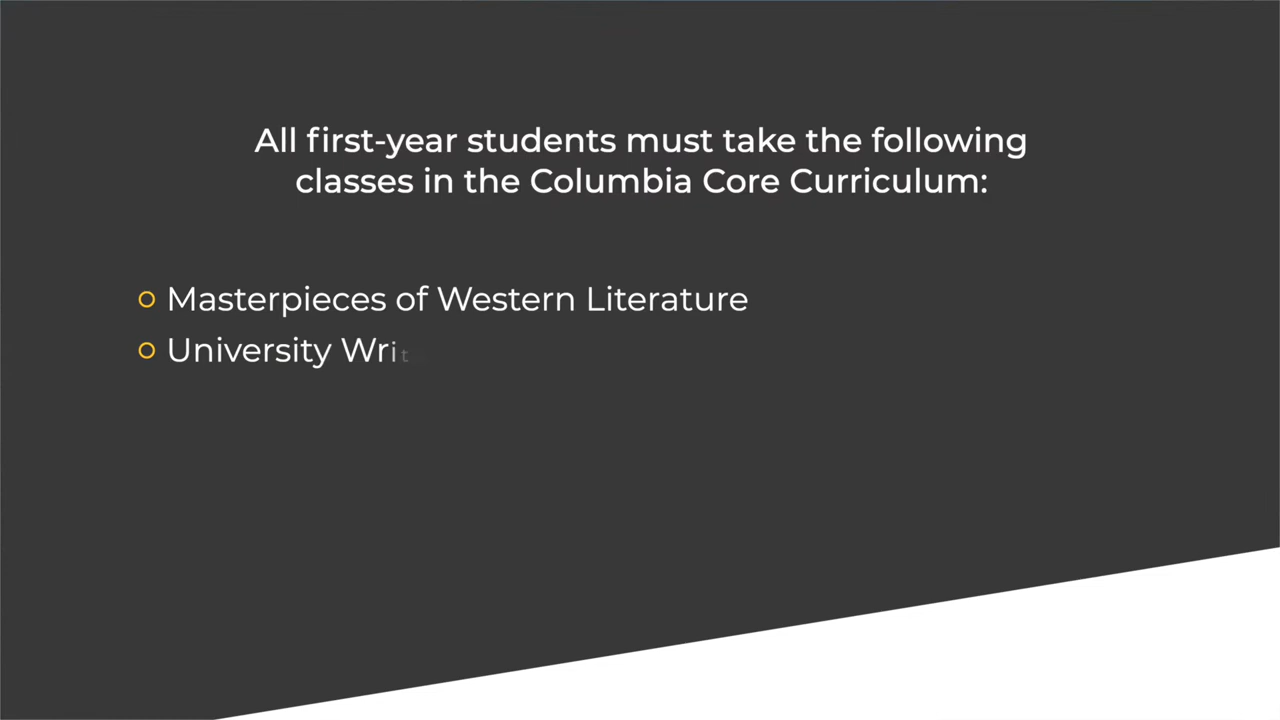 All first-year students must take the following
classes in the Columbia Core Curriculum:
Masterpieces of Western Literature
University Writ